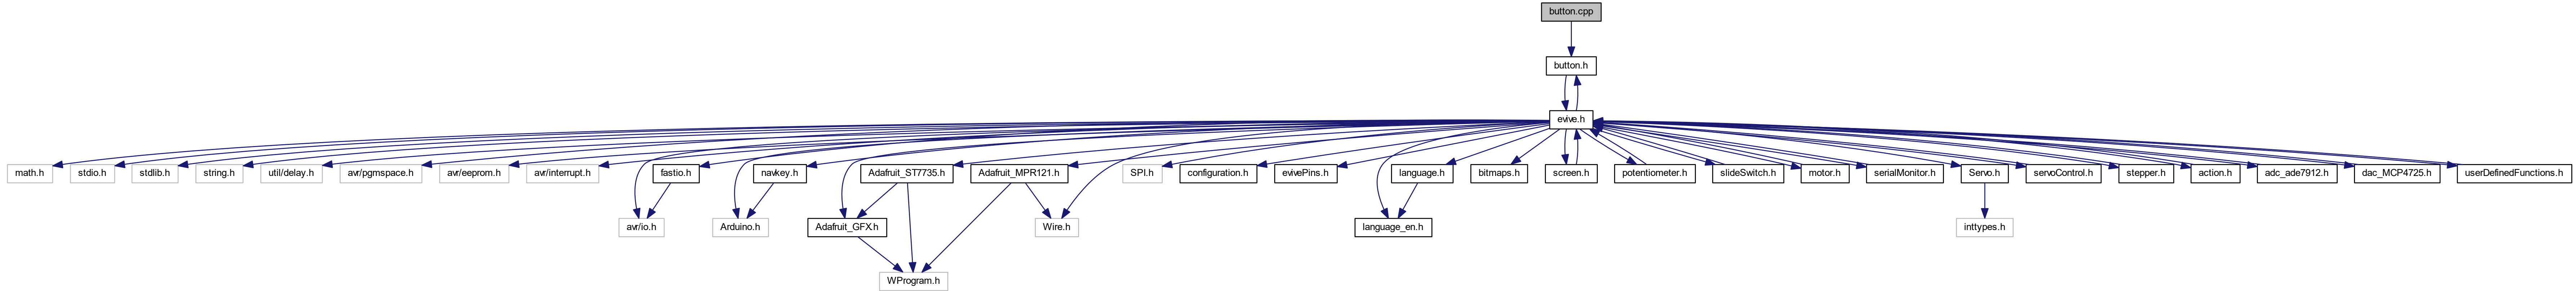 button.cpp
button.h
evive.h
math.h
stdio.h
stdlib.h
string.h
util/delay.h
avr/pgmspace.h
avr/eeprom.h
avr/interrupt.h
fastio.h
navkey.h
Adafruit_ST7735.h
Adafruit_MPR121.h
SPI.h
configuration.h
evivePins.h
language.h
bitmaps.h
screen.h
potentiometer.h
slideSwitch.h
motor.h
serialMonitor.h
Servo.h
servoControl.h
stepper.h
action.h
adc_ade7912.h
dac_MCP4725.h
userDefinedFunctions.h
avr/io.h
Arduino.h
Adafruit_GFX.h
Wire.h
language_en.h
inttypes.h
WProgram.h